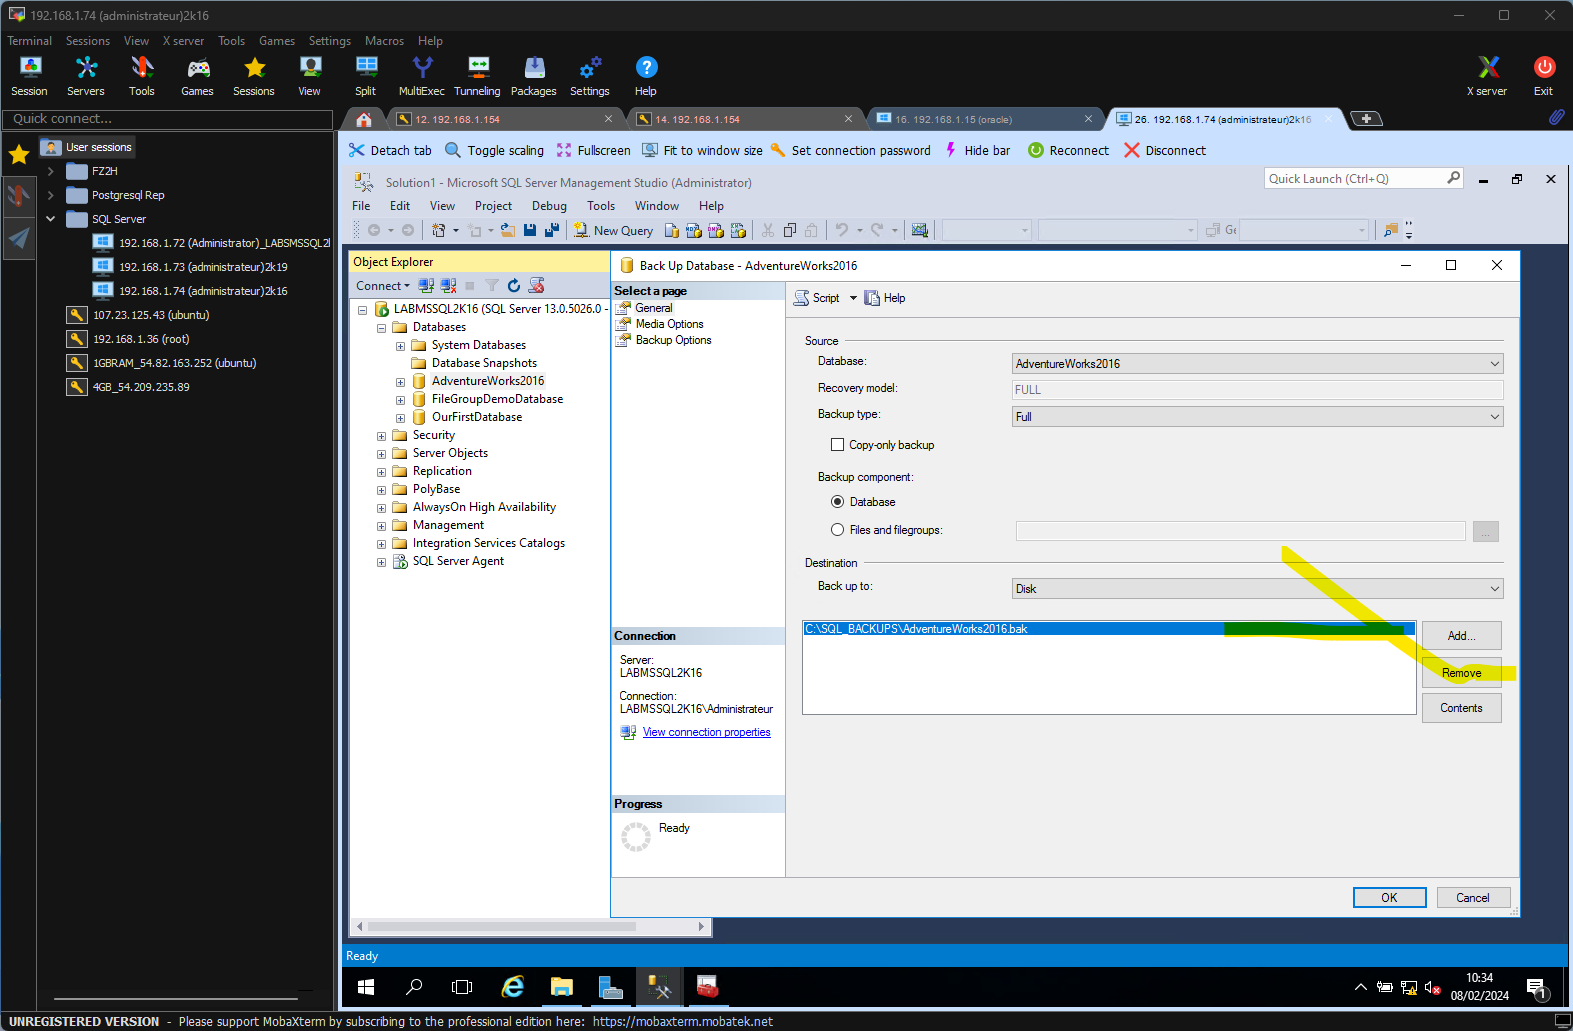 192.168.1.74 (administrateur)2k16
Terminal Sessions View X server Tools Games Settings Macros Help
Session Servers Tools Games Sessions View Split MultiExec Tunneling Packages Settings Help X server Exit
Quick connect...
12. 192.168.1.154
14. 192.168.1.154
16. 192.168.1.15 (oracle)
26. 192.168.1.74 (administrateur)2k16
User sessions
FZ2H
Postgresql Rep
SQL Server
192.168.1.72 (Administrator)_LABSMSSQL2
192.168.1.73 (administrateur)2k19
192.168.1.74 (administrateur)2k16
107.23.125.43 (ubuntu)
192.168.1.36 (root)
1GBRAM_54.82.163.252 (ubuntu)
4GB_54.209.235.89
Detach tab Toggle scaling Fullscreen Fit to window size Set connection password Hide bar Reconnect Disconnect
Solution1 - Microsoft SQL Server Management Studio (Administrator)
Quick Launch (Ctrl+Q)
File Edit View Project Debug Tools Window Help
New Query
Object Explorer
Connect
LABMSSQL2K16 (SQL Server 13.0.5026.0 -
Databases
System Databases
Database Snapshots
AdventureWorks2016
FileGroupDemoDatabase
OurFirstDatabase
Security
Server Objects
Replication
PolyBase
AlwaysOn High Availability
Management
Integration Services Catalogs
SQL Server Agent
Back Up Database - AdventureWorks2016
Select a page
General
Media Options
Backup Options
Script Help
Source
Database: AdventureWorks2016
Recovery model: FULL
Backup type: Full
Copy-only backup
Backup component:
Database
Files and filegroups: ...
Destination
Back up to: Disk
C:\SQL_BACKUPS\AdventureWorks2016.bak
Add...
Remove
Contents
Connection
Server:
LABMSSQL2K16
Connection:
LABMSSQL2K16\Administrateur
View connection properties
Progress
Ready
OK Cancel
Ready
10:34
08/02/2024
1
UNREGISTERED VERSION - Please support MobaXterm by subscribing to the professional edition here: https://mobaxterm.mobatek.net